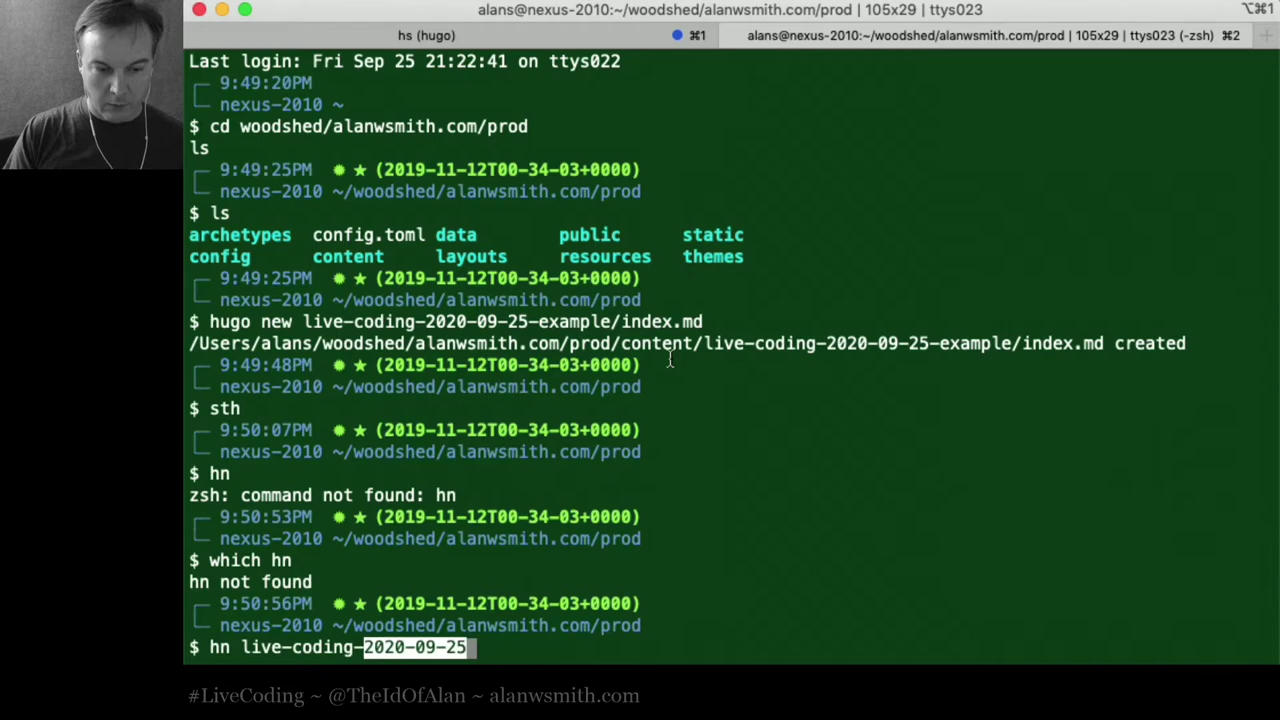 alans@nexus-2010:~/woodshed/alanwsmith.com/prod | 105x29 | ttys023
⌥⌘1
hs (hugo)
⌘1
alans@nexus-2010:~/woodshed/alanwsmith.com/prod | 105x29 | ttys023 (-zsh)
⌘2
Last login: Fri Sep 25 21:22:41 on ttys022
9:49:20PM
nexus-2010 ~
$ cd woodshed/alanwsmith.com/prod
ls
9:49:25PM ✹ ★ (2019-11-12T00-34-03+0000)
nexus-2010 ~/woodshed/alanwsmith.com/prod
$ ls
archetypes config.toml data public static
config content layouts resources themes
9:49:25PM ✹ ★ (2019-11-12T00-34-03+0000)
nexus-2010 ~/woodshed/alanwsmith.com/prod
$ hugo new live-coding-2020-09-25-example/index.md
/Users/alans/woodshed/alanwsmith.com/prod/content/live-coding-2020-09-25-example/index.md created
9:49:48PM ✹ ★ (2019-11-12T00-34-03+0000)
nexus-2010 ~/woodshed/alanwsmith.com/prod
$ sth
9:50:07PM ✹ ★ (2019-11-12T00-34-03+0000)
nexus-2010 ~/woodshed/alanwsmith.com/prod
$ hn
zsh: command not found: hn
9:50:53PM ✹ ★ (2019-11-12T00-34-03+0000)
nexus-2010 ~/woodshed/alanwsmith.com/prod
$ which hn
hn not found
9:50:56PM ✹ ★ (2019-11-12T00-34-03+0000)
nexus-2010 ~/woodshed/alanwsmith.com/prod
$ hn live-coding-2020-09-25
#LiveCoding ~ @TheIdOfAlan ~ alanwsmith.com